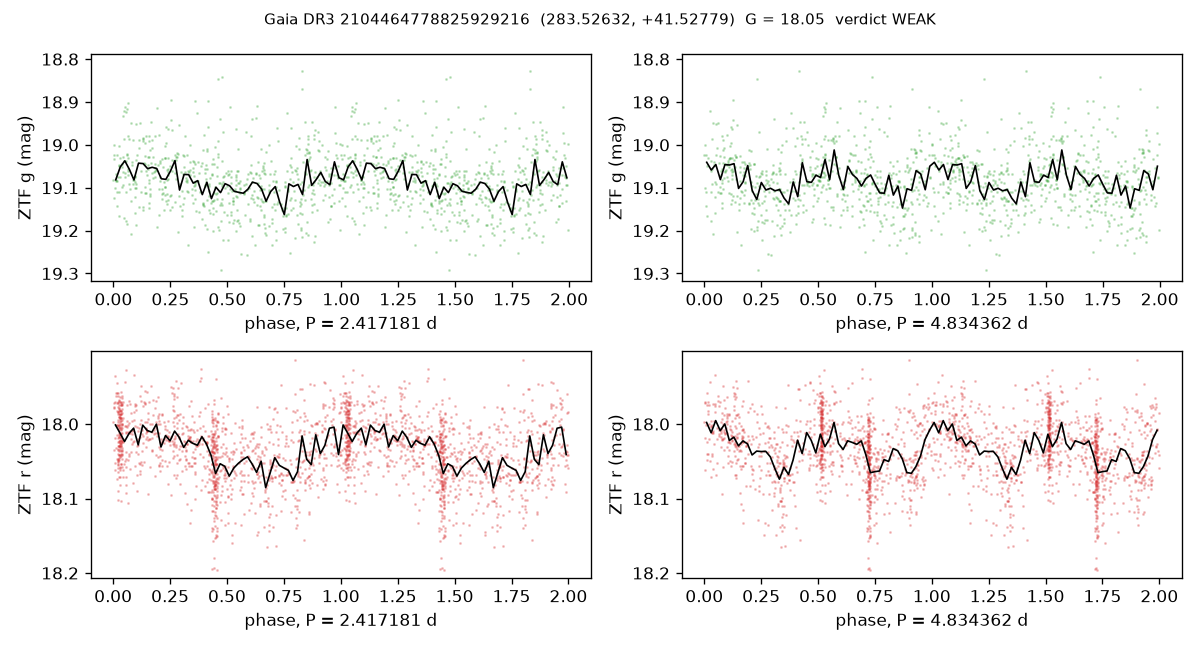 Gaia DR3 2104464778825929216 (283.52632, +41.52779) G = 18.05 verdict WEAK
ZTF g (mag)
18.8
18.9
19.0
19.1
19.2
19.3
0.00 0.25 0.50 0.75 1.00 1.25 1.50 1.75 2.00
phase, P = 2.417181 d
ZTF g (mag)
18.8
18.9
19.0
19.1
19.2
19.3
0.00 0.25 0.50 0.75 1.00 1.25 1.50 1.75 2.00
phase, P = 4.834362 d
ZTF r (mag)
18.0
18.1
18.2
0.00 0.25 0.50 0.75 1.00 1.25 1.50 1.75 2.00
phase, P = 2.417181 d
ZTF r (mag)
18.0
18.1
18.2
0.00 0.25 0.50 0.75 1.00 1.25 1.50 1.75 2.00
phase, P = 4.834362 d